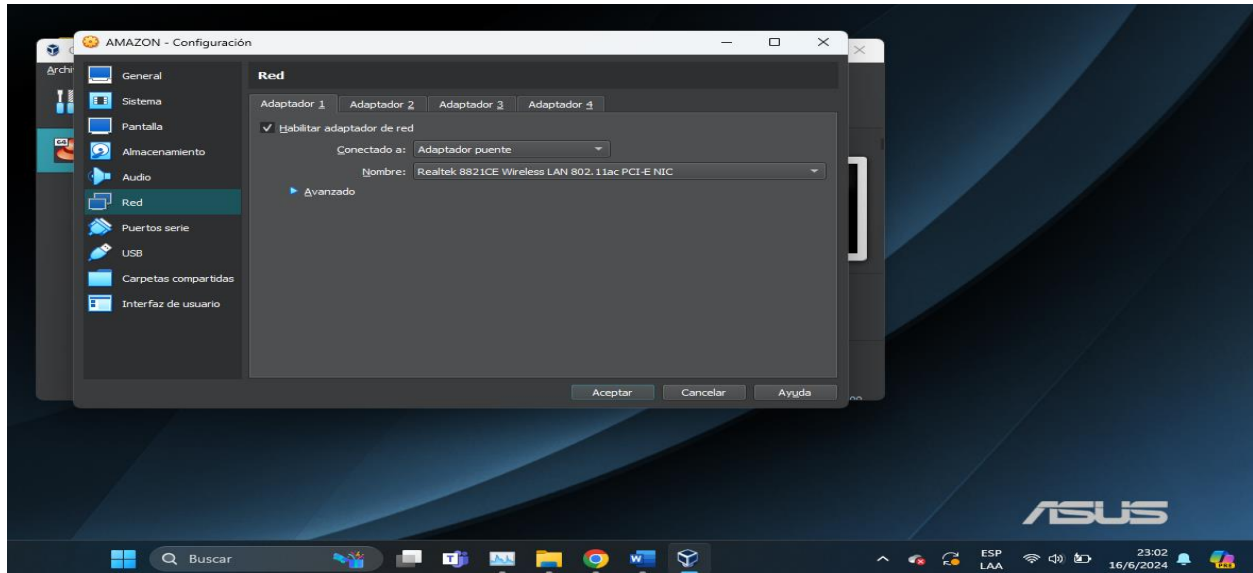 AMAZON - Configuración
Archi
General
Sistema
Pantalla
Almacenamiento
Audio
Red
Puertos serie
USB
Carpetas compartidas
Interfaz de usuario
Red
Adaptador 1 Adaptador 2 Adaptador 3 Adaptador 4
Habilitar adaptador de red
Conectado a: Adaptador puente
Nombre: Realtek 8821CE Wireless LAN 802.11ac PCI-E NIC
Avanzado
Aceptar Cancelar Ayuda
64
ASUS
Buscar
ESP
LAA
23:02
16/6/2024
PRE